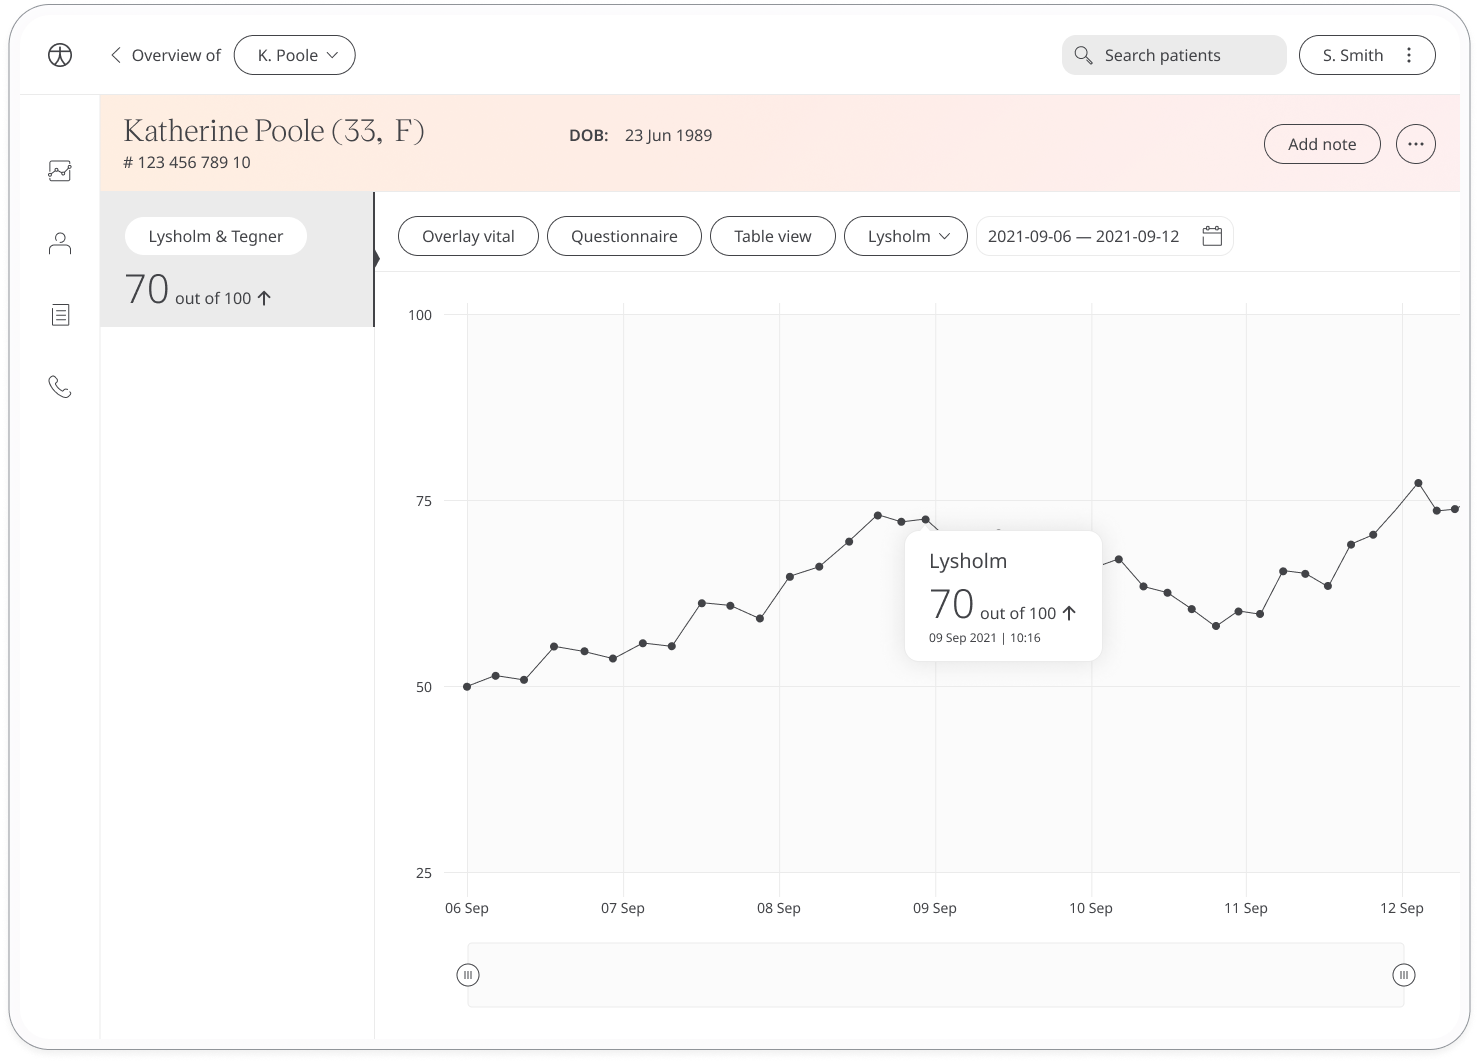 Overview of
K. Poole
Search patients
S. Smith
Katherine Poole (33, F)
DOB: 23 Jun 1989
# 123 456 789 10
Add note
Lysholm & Tegner
70 out of 100
Overlay vital
Questionnaire
Table view
Lysholm
2021-09-06 — 2021-09-12
100
75
50
25
Lysholm
70 out of 100
09 Sep 2021 | 10:16
06 Sep
07 Sep
08 Sep
09 Sep
10 Sep
11 Sep
12 Sep